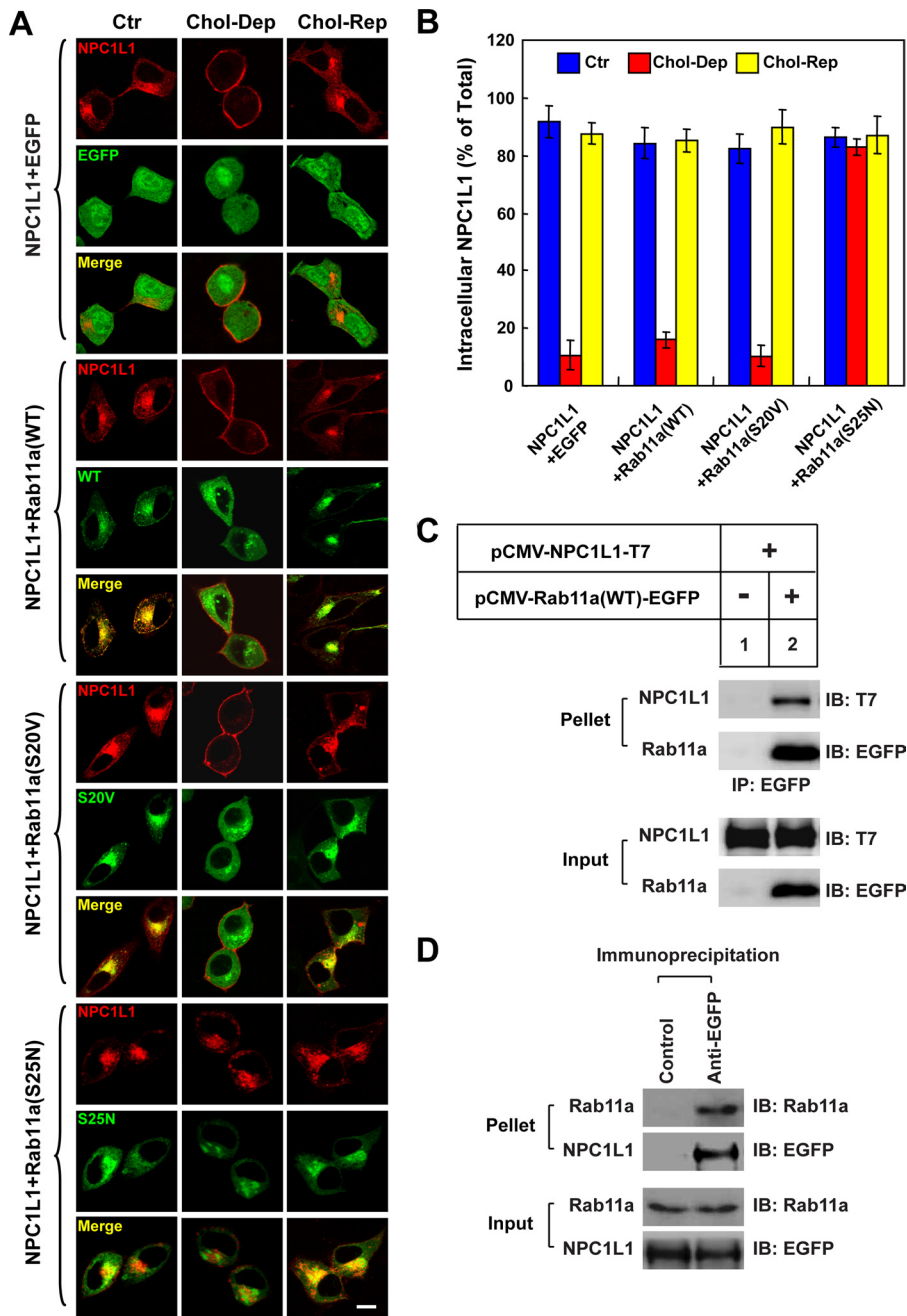 A
Ctr
Chol-Dep
Chol-Rep
NPC1L1+EGFP
NPC1L1
EGFP
Merge
NPC1L1+Rab11a(WT)
NPC1L1
WT
Merge
NPC1L1+Rab11a(S20V)
NPC1L1
S20V
Merge
NPC1L1+Rab11a(S25N)
NPC1L1
S25N
Merge
B
Intracellular NPC1L1 (% of Total)
120
100
80
60
40
20
0
Ctr
Chol-Dep
Chol-Rep
NPC1L1
+EGFP
NPC1L1
+Rab11a(WT)
NPC1L1
+Rab11a(S20V)
NPC1L1
+Rab11a(S25N)
C
pCMV-NPC1L1-T7 +
pCMV-Rab11a(WT)-EGFP - +
1 2
Pellet
NPC1L1 IB: T7
Rab11a IB: EGFP
IP: EGFP
Input
NPC1L1 IB: T7
Rab11a IB: EGFP
D
Immunoprecipitation
Control
Anti-EGFP
Pellet
Rab11a IB: Rab11a
NPC1L1 IB: EGFP
Input
Rab11a IB: Rab11a
NPC1L1 IB: EGFP